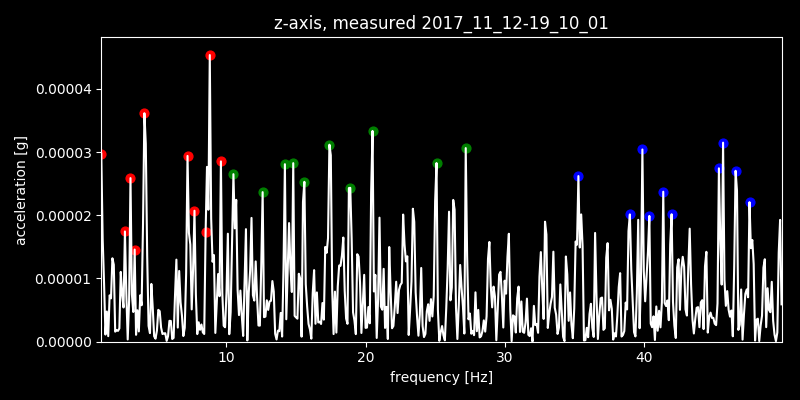 z-axis, measured 2017_11_12-19_10_01
acceleration [g]
0.00004
0.00003
0.00002
0.00001
0.00000
10 20 30 40
frequency [Hz]